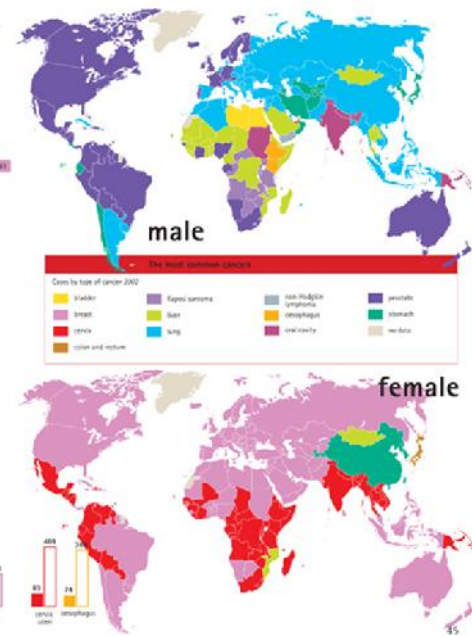 male
The most common cancers
Cases by type of cancer 2002
bladder
breast
cervix
colon and rectum
Kaposi sarcoma
liver
lung
non-Hodgkin
lymphoma
oesophagus
oral cavity
prostate
stomach
no data
female
85
408
cervix
uteri
74
oesophagus
45